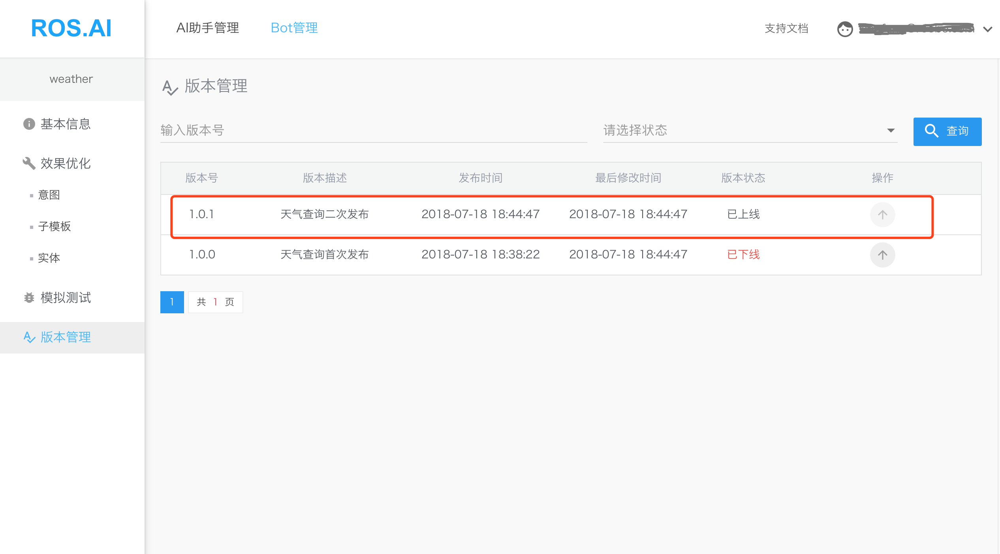 ROS.AI
AI助手管理 Bot管理 支持文档
weather
版本管理
基本信息
效果优化
意图
子模板
实体
模拟测试
版本管理
输入版本号 请选择状态 查询
版本号 版本描述 发布时间 最后修改时间 版本状态 操作
1.0.1 天气查询二次发布 2018-07-18 18:44:47 2018-07-18 18:44:47 已上线
1.0.0 天气查询首次发布 2018-07-18 18:38:22 2018-07-18 18:44:47 已下线
1 共 1 页